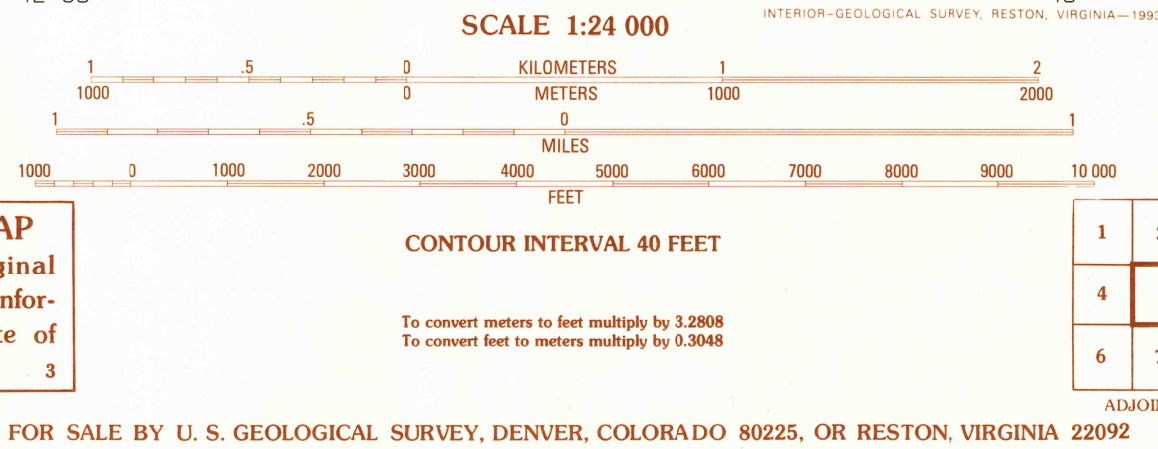 SCALE 1:24 000
INTERIOR–GEOLOGICAL SURVEY, RESTON, VIRGINIA—1993
1 .5 0 KILOMETERS 1 2
1000 0 METERS 1000 2000
1 .5 0 1
MILES
1000 0 1000 2000 3000 4000 5000 6000 7000 8000 9000 10 000
FEET
CONTOUR INTERVAL 40 FEET
To convert meters to feet multiply by 3.2808
To convert feet to meters multiply by 0.3048
AP
ginal
nfor-
te of
3
1
4
6
ADJOI
FOR SALE BY U. S. GEOLOGICAL SURVEY, DENVER, COLORADO 80225, OR RESTON, VIRGINIA 22092